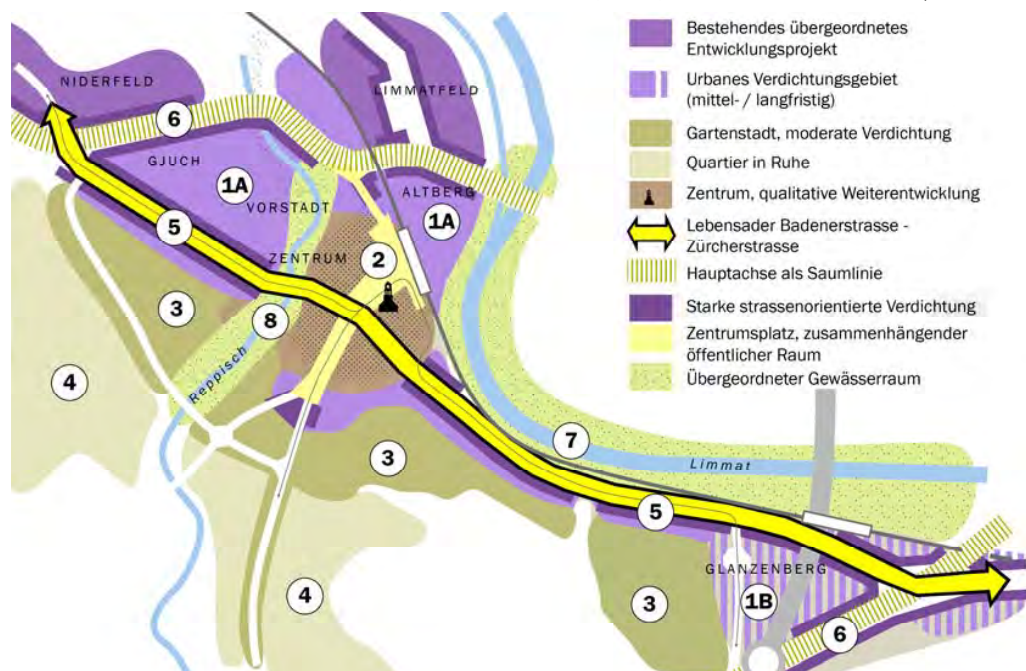 Bestehendes übergeordnetes
Entwicklungsprojekt
Urbanes Verdichtungsgebiet
(mittel- / langfristig)
Gartenstadt, moderate Verdichtung
Quartier in Ruhe
Zentrum, qualitative Weiterentwicklung
Lebensader Badenerstrasse -
Zürcherstrasse
Hauptachse als Saumlinie
Starke strassenorientierte Verdichtung
Zentrumsplatz, zusammenhängender
öffentlicher Raum
Übergeordneter Gewässerraum
NIDERFELD
LIMMATFELD
6
GJUCH
1A
ALTBERG
1A
VORSTADT
5
ZENTRUM
2
3
8
Reppisch
4
7
Limmat
3
5
GLANZENBERG
4
3
1B
6